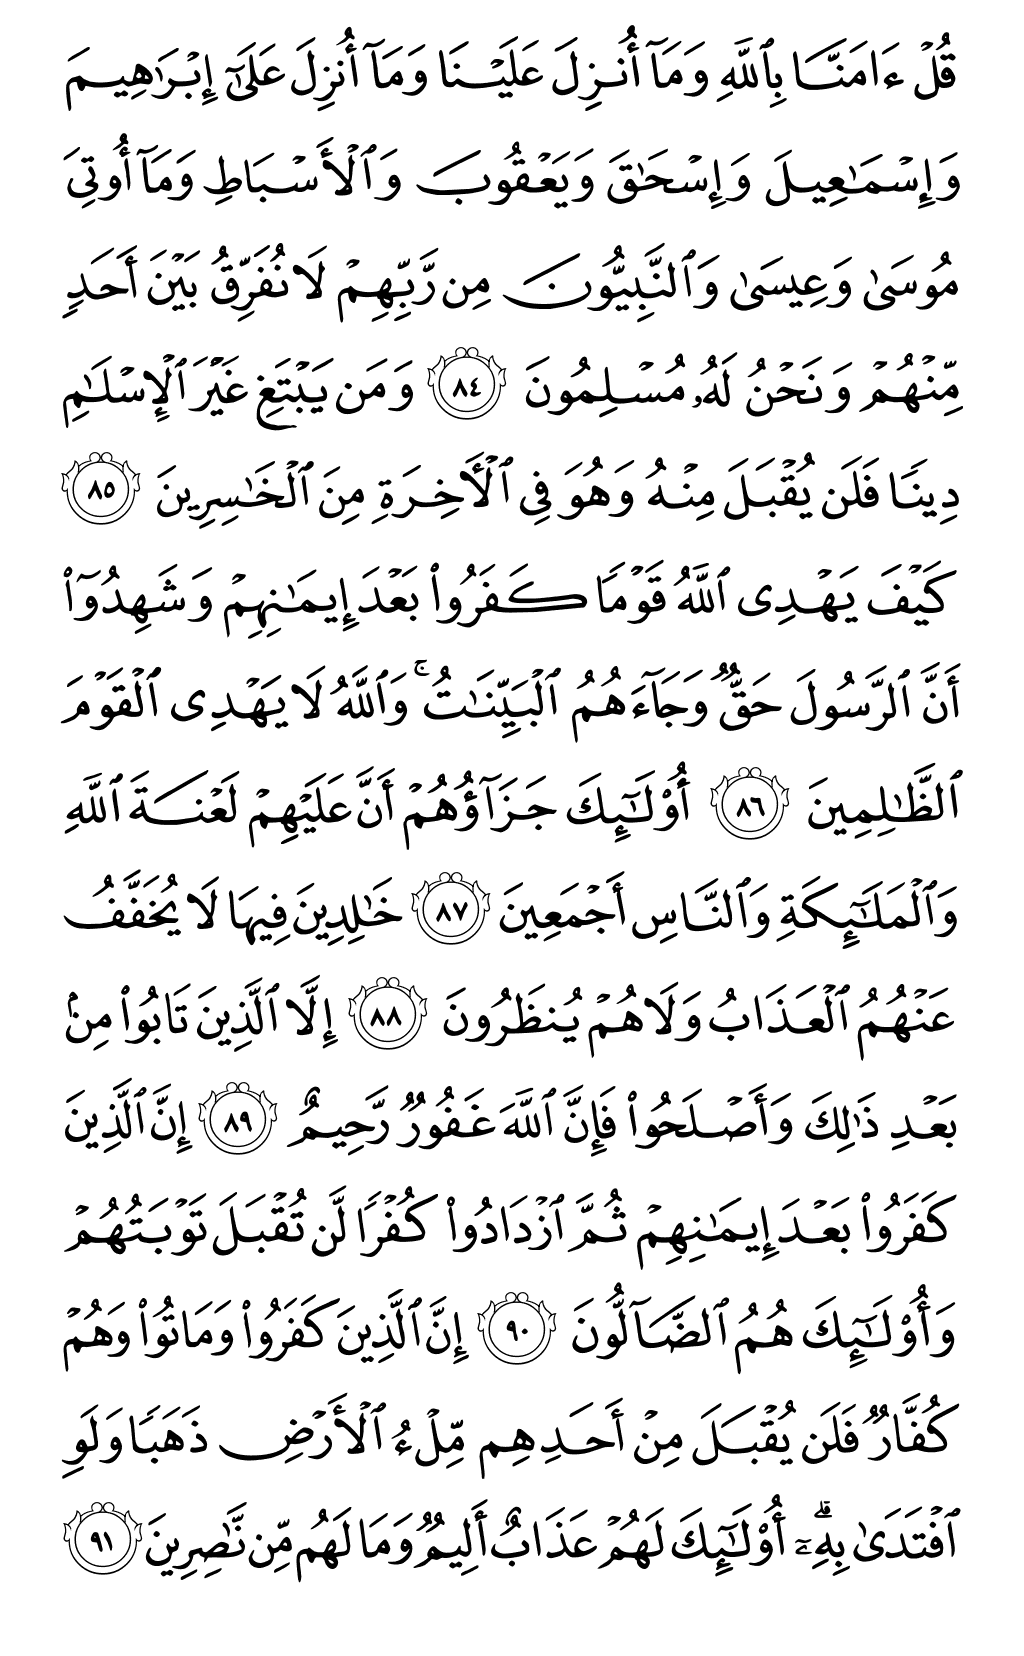 قُلْ ءَامَنَّا بِٱللَّهِ وَمَآ أُنزِلَ عَلَيْنَا وَمَآ أُنزِلَ عَلَىٰٓ إِبْرَٰهِيمَ
وَإِسْمَٰعِيلَ وَإِسْحَٰقَ وَيَعْقُوبَ وَٱلْأَسْبَاطِ وَمَآ أُوتِىَ
مُوسَىٰ وَعِيسَىٰ وَٱلنَّبِيُّونَ مِن رَّبِّهِمْ لَا نُفَرِّقُ بَيْنَ أَحَدٍ
مِّنْهُمْ وَنَحْنُ لَهُۥ مُسْلِمُونَ ٨٤ وَمَن يَبْتَغِ غَيْرَ ٱلْإِسْلَٰمِ
دِينًا فَلَن يُقْبَلَ مِنْهُ وَهُوَ فِى ٱلْأَخِرَةِ مِنَ ٱلْخَٰسِرِينَ ٨٥
كَيْفَ يَهْدِى ٱللَّهُ قَوْمًا كَفَرُوا۟ بَعْدَ إِيمَٰنِهِمْ وَشَهِدُوٓا۟
أَنَّ ٱلرَّسُولَ حَقٌّ وَجَآءَهُمُ ٱلْبَيِّنَٰتُ ۚ وَٱللَّهُ لَا يَهْدِى ٱلْقَوْمَ
ٱلظَّٰلِمِينَ ٨٦ أُو۟لَٰٓئِكَ جَزَآؤُهُمْ أَنَّ عَلَيْهِمْ لَعْنَةَ ٱللَّهِ
وَٱلْمَلَٰٓئِكَةِ وَٱلنَّاسِ أَجْمَعِينَ ٨٧ خَٰلِدِينَ فِيهَا لَا يُخَفَّفُ
عَنْهُمُ ٱلْعَذَابُ وَلَا هُمْ يُنظَرُونَ ٨٨ إِلَّا ٱلَّذِينَ تَابُوا۟ مِنۢ
بَعْدِ ذَٰلِكَ وَأَصْلَحُوا۟ فَإِنَّ ٱللَّهَ غَفُورٌ رَّحِيمٌ ٨٩ إِنَّ ٱلَّذِينَ
كَفَرُوا۟ بَعْدَ إِيمَٰنِهِمْ ثُمَّ ٱزْدَادُوا۟ كُفْرًا لَّن تُقْبَلَ تَوْبَتُهُمْ
وَأُو۟لَٰٓئِكَ هُمُ ٱلضَّآلُّونَ ٩٠ إِنَّ ٱلَّذِينَ كَفَرُوا۟ وَمَاتُوا۟ وَهُمْ
كُفَّارٌ فَلَن يُقْبَلَ مِنْ أَحَدِهِم مِّلْءُ ٱلْأَرْضِ ذَهَبًا وَلَوِ
ٱفْتَدَىٰ بِهِۦٓ ۗ أُو۟لَٰٓئِكَ لَهُمْ عَذَابٌ أَلِيمٌ وَمَا لَهُم مِّن نَّٰصِرِينَ ٩١